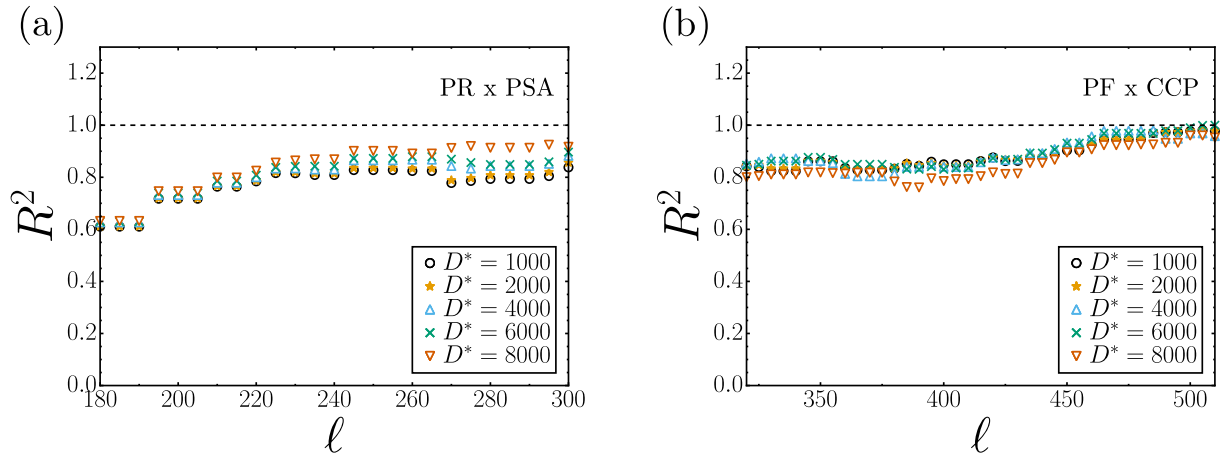 (a)
R²
1.2
1.0
0.8
0.6
0.4
0.2
0.0
PR x PSA
D* = 1000
D* = 2000
D* = 4000
D* = 6000
D* = 8000
180 200 220 240 260 280 300
ℓ
(b)
R²
1.2
1.0
0.8
0.6
0.4
0.2
0.0
PF x CCP
D* = 1000
D* = 2000
D* = 4000
D* = 6000
D* = 8000
350 400 450 500
ℓ